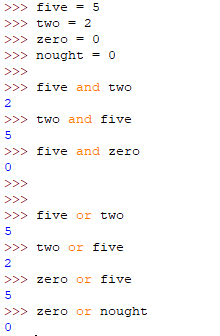 >>> five = 5
>>> two = 2
>>> zero = 0
>>> nought = 0
>>>
>>> five and two
2
>>> two and five
5
>>> five and zero
0
>>>
>>>
>>> five or two
5
>>> two or five
2
>>> zero or five
5
>>> zero or nought
0